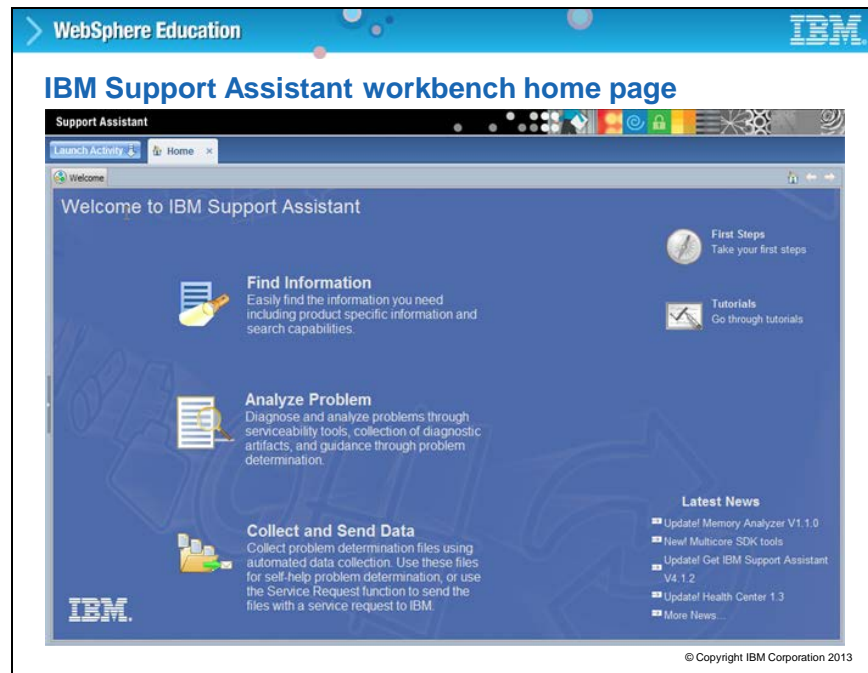 WebSphere Education
IBM
IBM Support Assistant workbench home page
Support Assistant
Launch Activity
Home
Welcome
Welcome to IBM Support Assistant
Find Information
Easily find the information you need
including product specific information and
search capabilities.
Analyze Problem
Diagnose and analyze problems through
serviceability tools, collection of diagnostic
artifacts, and guidance through problem
determination.
Collect and Send Data
Collect problem determination files using
automated data collection. Use these files
for self-help problem determination, or use
the Service Request function to send the
files with a service request to IBM.
First Steps
Take your first steps
Tutorials
Go through tutorials
Latest News
Update! Memory Analyzer V1.1.0
New! Multicore SDK tools
Update! Get IBM Support Assistant
V4.1.2
Update! Health Center 1.3
More News...
IBM.
© Copyright IBM Corporation 2013